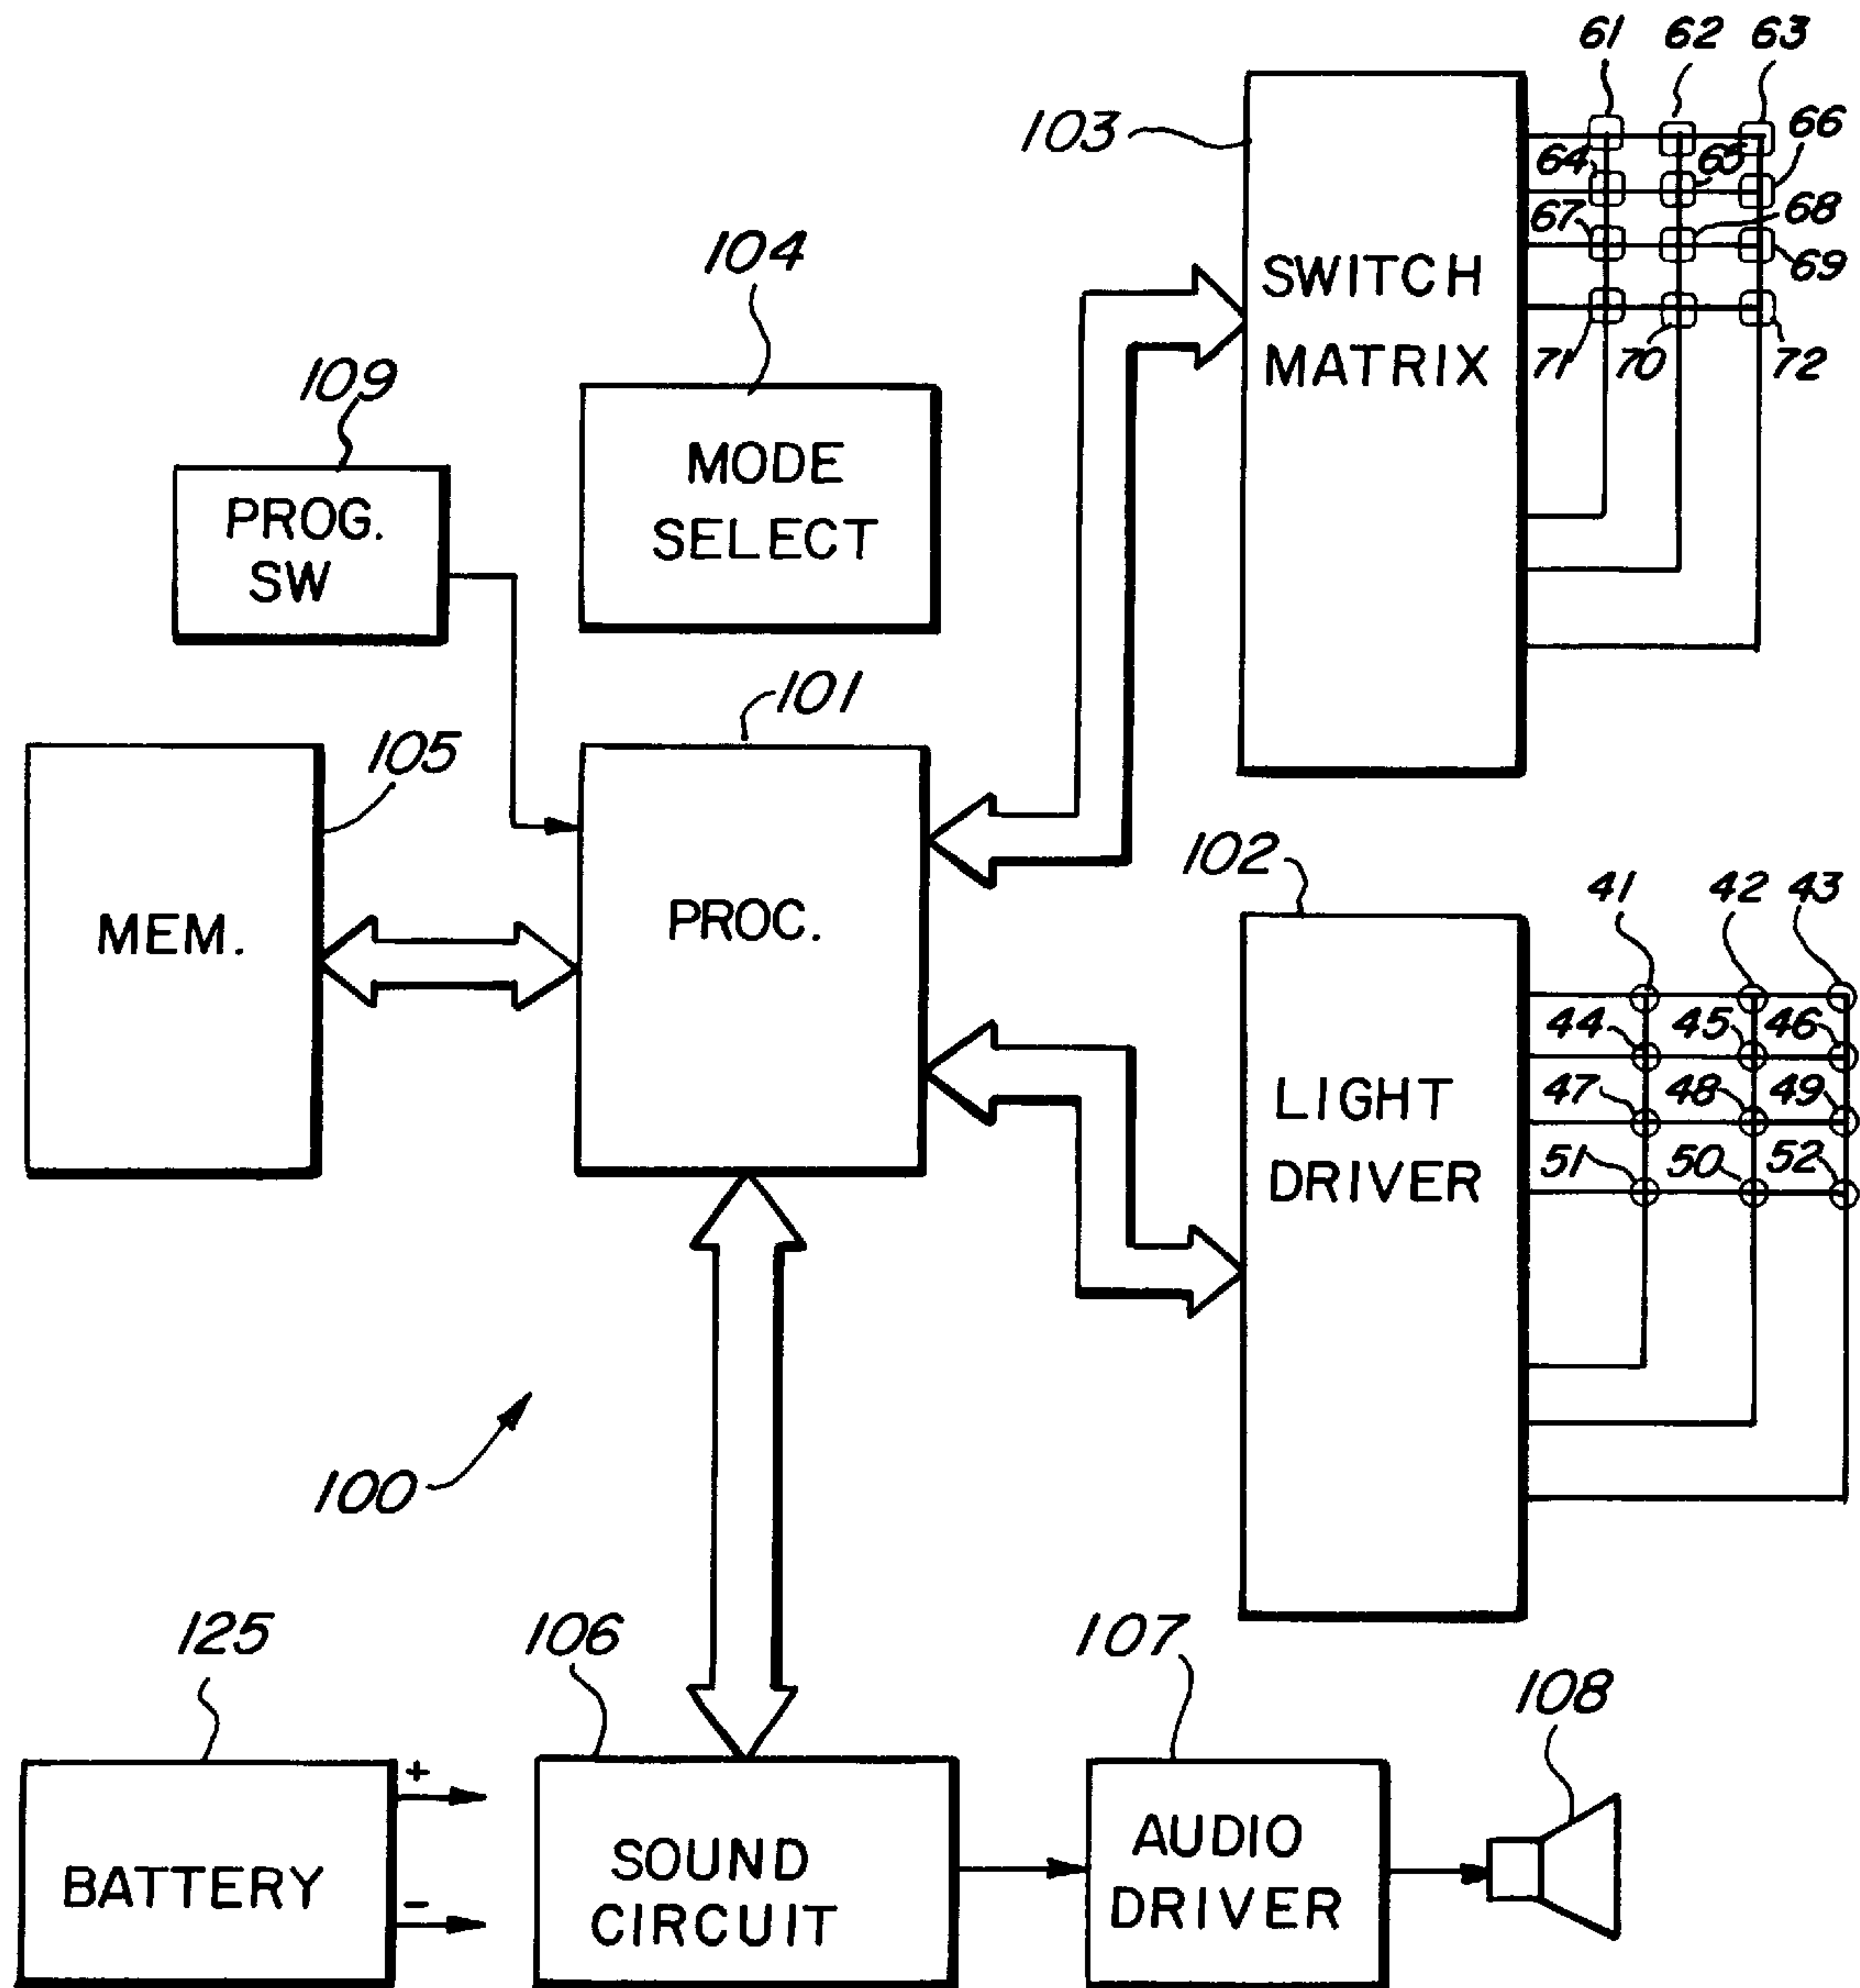 61 62 63
103
64 65 66
67 68
69
71 70 72
SWITCH
MATRIX
104
MODE
SELECT
109
PROG.
SW
101
105
MEM.
PROC.
102
41 42 43
44 45 46
47 48 49
51 50 52
LIGHT
DRIVER
100
125
BATTERY
+
-
106
SOUND
CIRCUIT
107
AUDIO
DRIVER
108